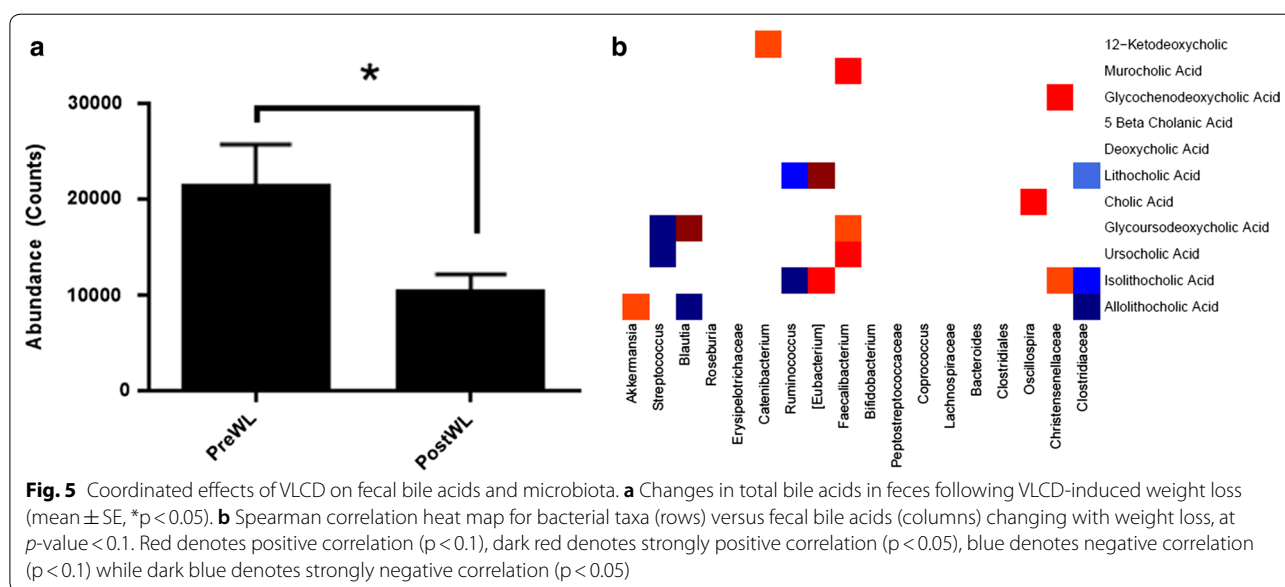 a
*
30000
20000
10000
0
Abundance (Counts)
PreWL
PostWL
b
12-Ketodeoxycholic
Murocholic Acid
Glycochenodeoxycholic Acid
5 Beta Cholanic Acid
Deoxycholic Acid
Lithocholic Acid
Cholic Acid
Glycoursodeoxycholic Acid
Ursocholic Acid
Isolithocholic Acid
Allolithocholic Acid
Akkermansia
Streptococcus
Blautia
Roseburia
Erysipelotrichaceae
Catenibacterium
Ruminococcus
[Eubacterium]
Faecalibacterium
Bifidobacterium
Peptostreptococcaceae
Coprococcus
Lachnospiraceae
Bacteroides
Clostridiales
Oscillospira
Christensenellaceae
Clostridiaceae
Fig. 5 Coordinated effects of VLCD on fecal bile acids and microbiota. a Changes in total bile acids in feces following VLCD-induced weight loss
(mean ± SE, *p < 0.05). b Spearman correlation heat map for bacterial taxa (rows) versus fecal bile acids (columns) changing with weight loss, at
p-value < 0.1. Red denotes positive correlation (p < 0.1), dark red denotes strongly positive correlation (p < 0.05), blue denotes negative correlation
(p < 0.1) while dark blue denotes strongly negative correlation (p < 0.05)